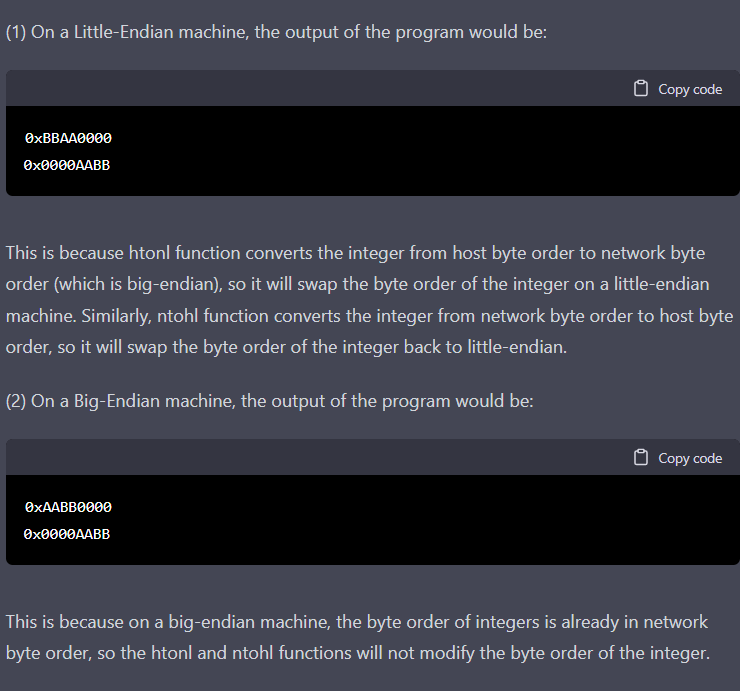 (1) On a Little-Endian machine, the output of the program would be:
Copy code
0xBBAA0000
0x0000AABB
This is because htonl function converts the integer from host byte order to network byte
order (which is big-endian), so it will swap the byte order of the integer on a little-endian
machine. Similarly, ntohl function converts the integer from network byte order to host byte
order, so it will swap the byte order of the integer back to little-endian.
(2) On a Big-Endian machine, the output of the program would be:
Copy code
0xAABB0000
0x0000AABB
This is because on a big-endian machine, the byte order of integers is already in network
byte order, so the htonl and ntohl functions will not modify the byte order of the integer.